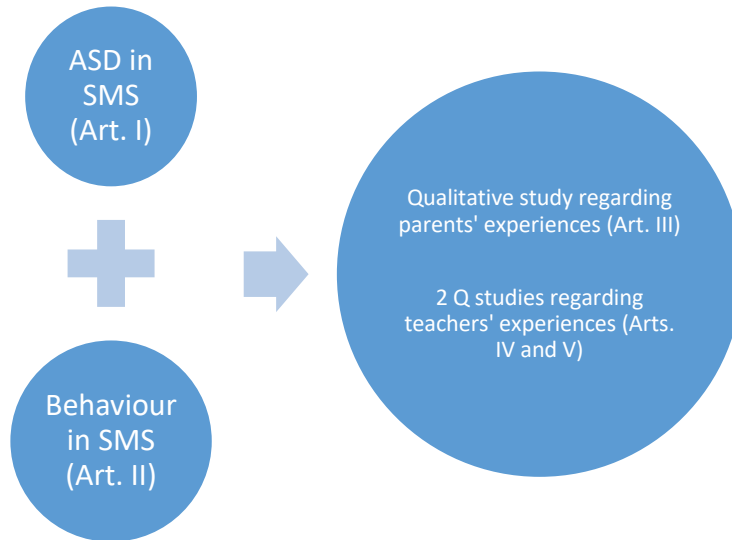 ASD in
SMS
(Art. I)
Behaviour
in SMS
(Art. II)
Qualitative study regarding
parents' experiences (Art. III)
2 Q studies regarding
teachers' experiences (Arts.
IV and V)